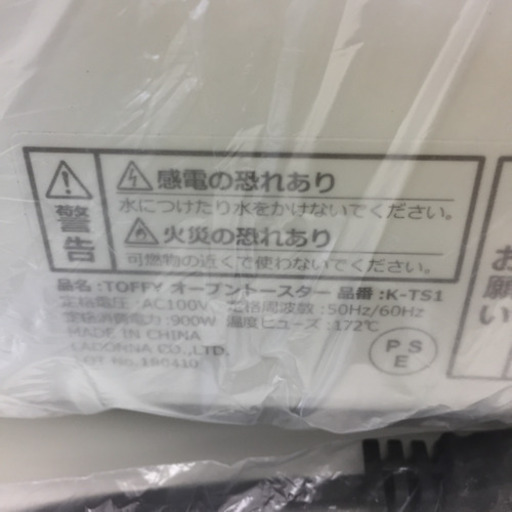 警告
感電の恐れあり
水につけたり水をかけないでください。
火災の恐れあり
可燃物の近くで使わないでください。
品名：TOFFY オーブントースター 品番：K-TS1
定格電圧：AC100V 定格周波数：50Hz/60Hz
定格消費電力：900W 温度ヒューズ：172℃
MADE IN CHINA
LADONNA CO.,LTD.
LOT No.190410
PSE
お
願
い